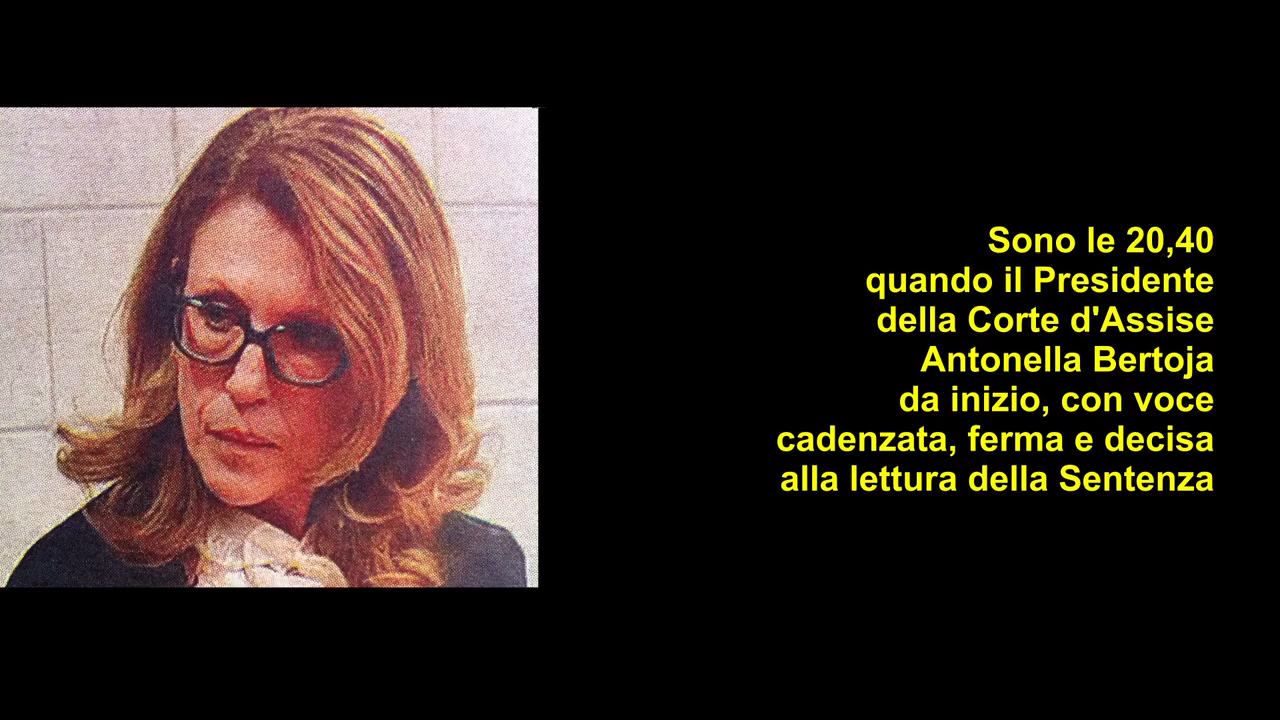 Sono le 20,40
quando il Presidente
della Corte d'Assise
Antonella Bertoja
da inizio, con voce
cadenzata, ferma e decisa
alla lettura della Sentenza